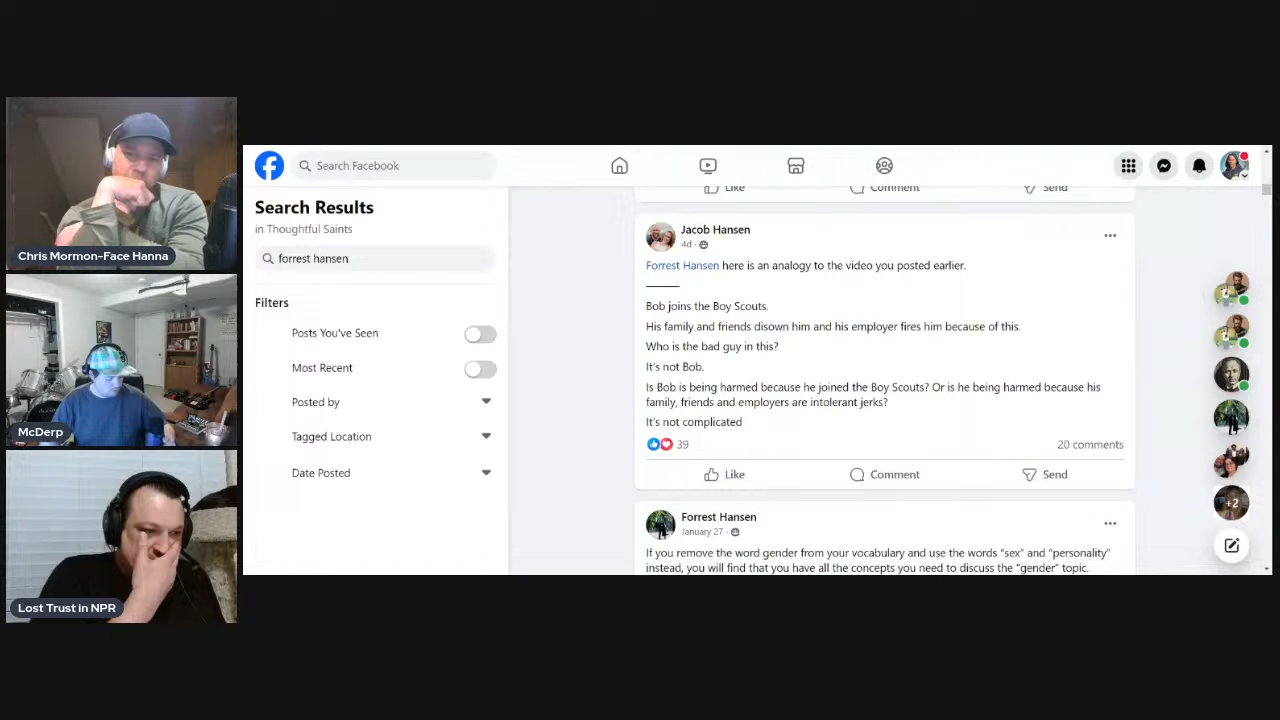 Chris Mormon-Face Hanna
McDerp
Lost Trust in NPR
Search Facebook
Search Results
in Thoughtful Saints
forrest hansen
Filters
Posts You've Seen
Most Recent
Posted by
Tagged Location
Date Posted
Like
Comment
Send
Jacob Hansen
4d
Forrest Hansen here is an analogy to the video you posted earlier.
Bob joins the Boy Scouts.
His family and friends disown him and his employer fires him because of this.
Who is the bad guy in this?
It's not Bob.
Is Bob is being harmed because he joined the Boy Scouts? Or is he being harmed because his
family, friends and employers are intolerant jerks?
It's not complicated
39
20 comments
Like
Comment
Send
Forrest Hansen
January 27
If you remove the word gender from your vocabulary and use the words "sex" and "personality"
instead, you will find that you have all the concepts you need to discuss the "gender" topic.
+2